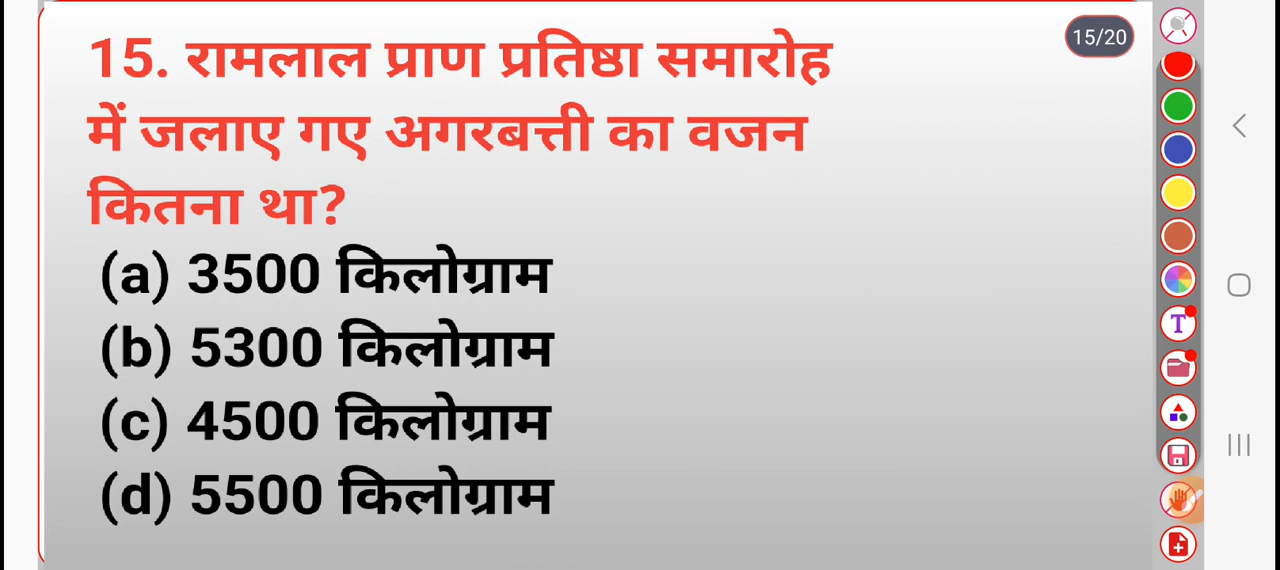 15/20
15. रामलाल प्राण प्रतिष्ठा समारोह
में जलाए गए अगरबत्ती का वजन
कितना था?
(a) 3500 किलोग्राम
(b) 5300 किलोग्राम
(c) 4500 किलोग्राम
(d) 5500 किलोग्राम
T